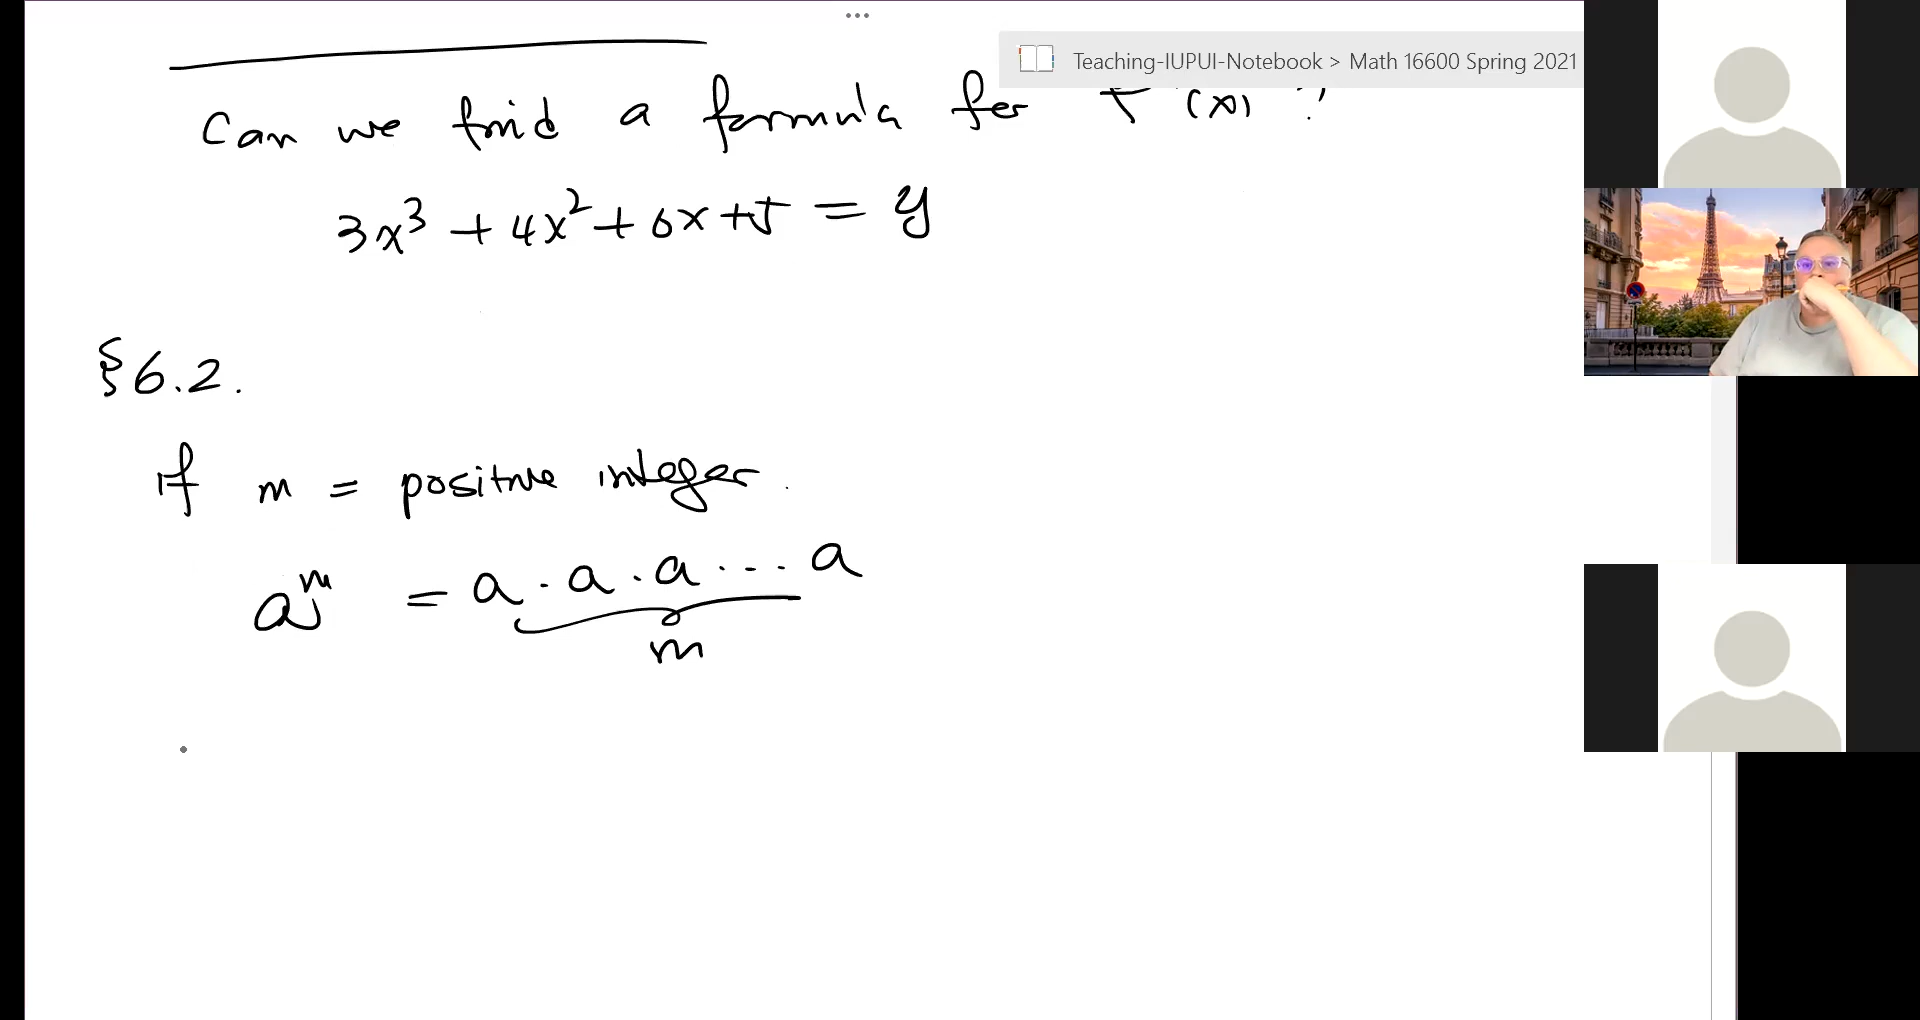 Teaching-IUPUI-Notebook > Math 16600 Spring 2021
Can we find a formula for (x) ?
3x³ + 4x² + 6x + 5 = y
§ 6.2.
If m = positive integer.
aᵐ = a · a · a ... a
m